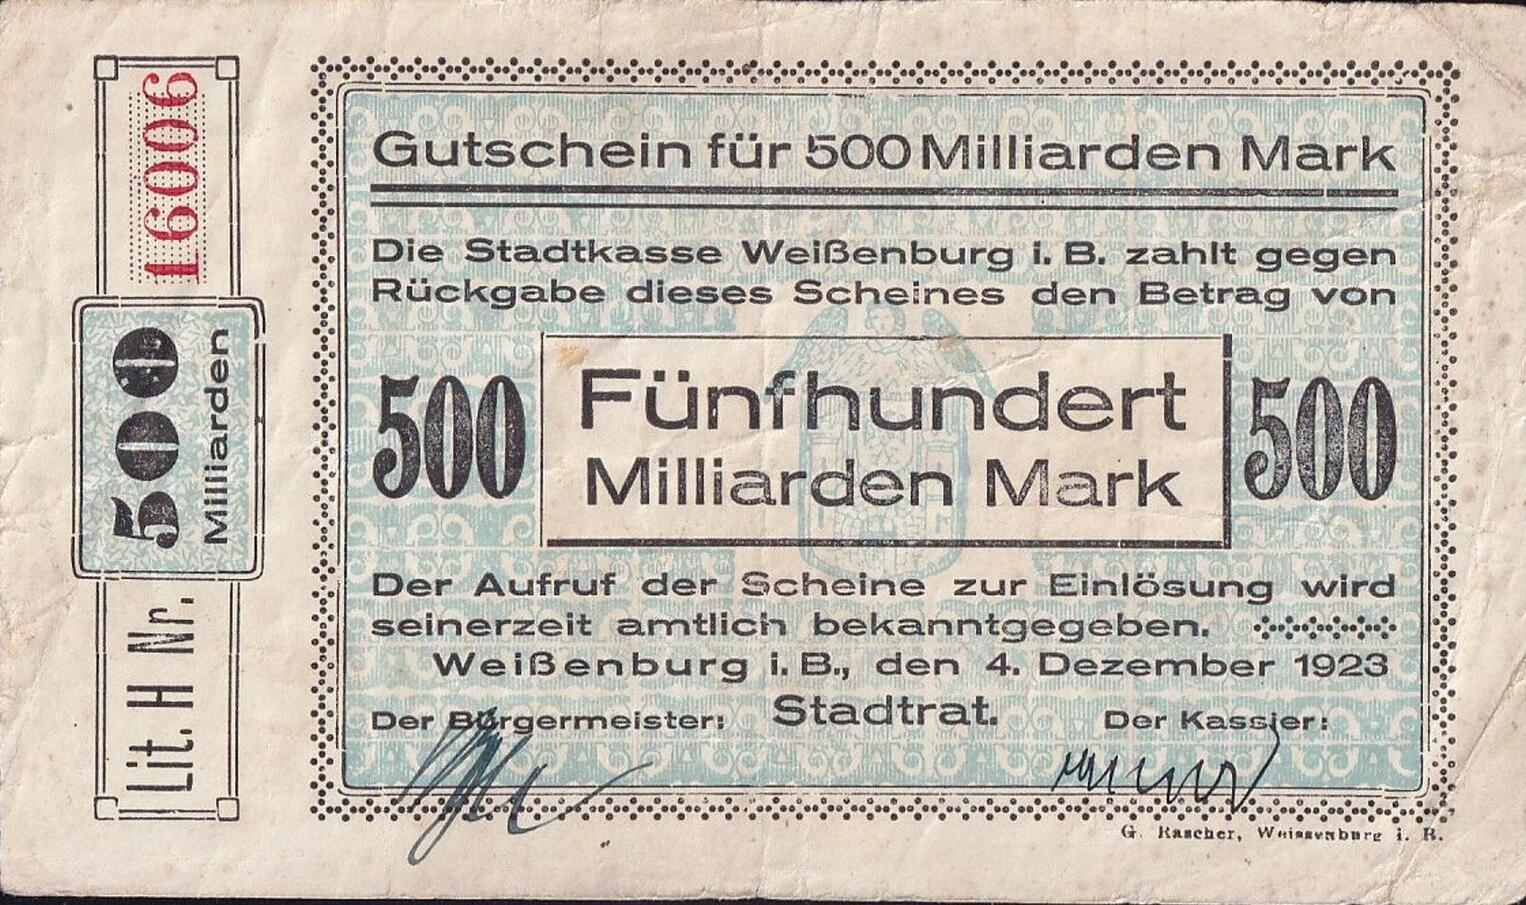 Lit. H Nr.
500
Milliarden
16006
Gutschein für 500 Milliarden Mark
Die Stadtkasse Weißenburg i. B. zahlt gegen
Rückgabe dieses Scheines den Betrag von
500
Fünfhundert
Milliarden Mark
500
Der Aufruf der Scheine zur Einlösung wird
seinerzeit amtlich bekanntgegeben.
Weißenburg i. B., den 4. Dezember 1923
Der Bürgermeister: Stadtrat. Der Kassier:
G. Rascher, Weissenburg i. B.